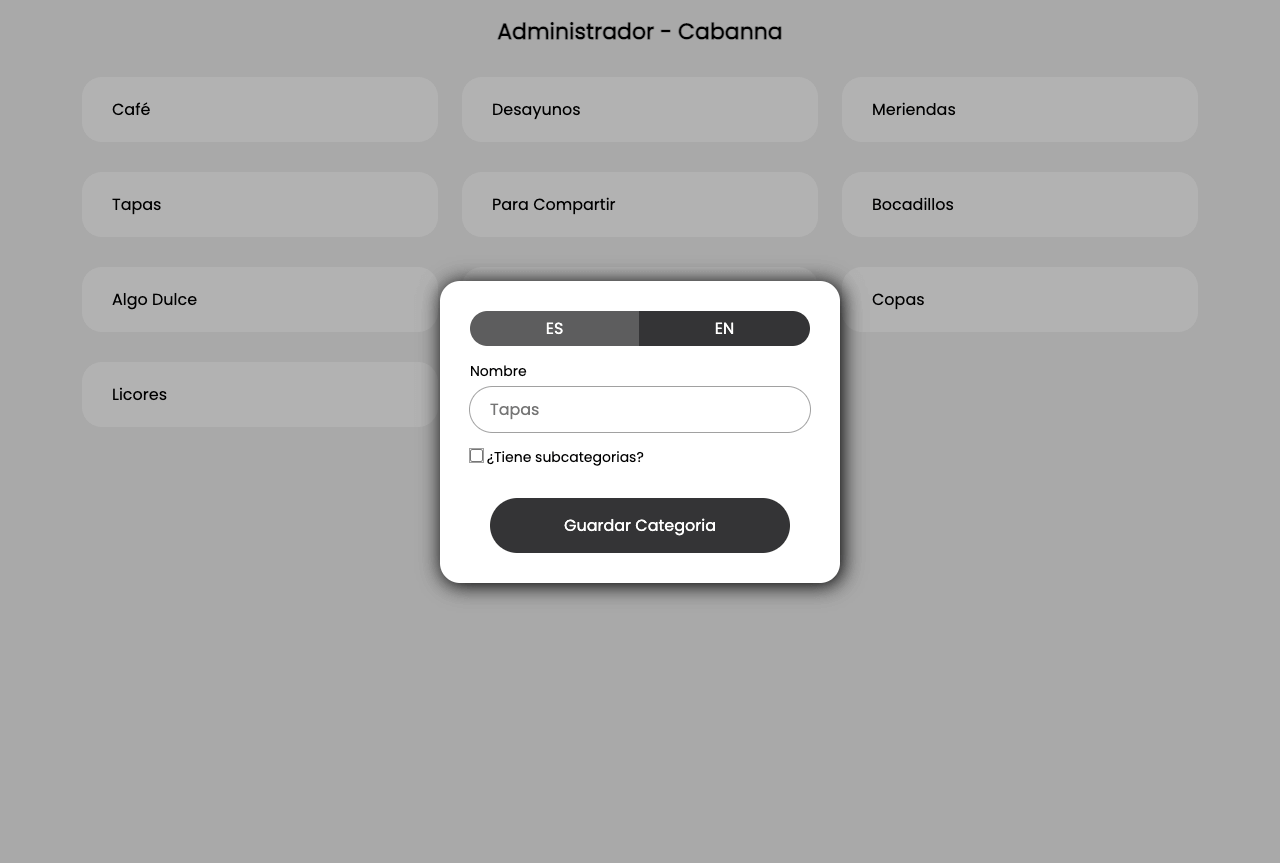 Administrador - Cabanna
Café
Desayunos
Meriendas
Tapas
Para Compartir
Bocadillos
Algo Dulce
Copas
Licores
ES
EN
Nombre
Tapas
¿Tiene subcategorias?
Guardar Categoria